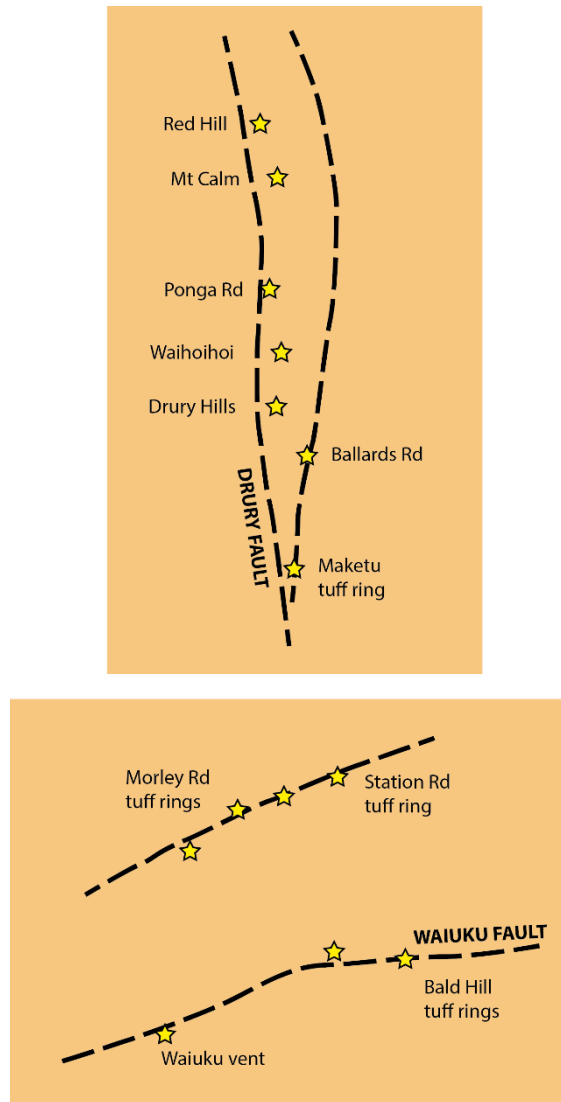 Red Hill
Mt Calm
Ponga Rd
Waihoihoi
Drury Hills
Ballards Rd
DRURY FAULT
Maketu
tuff ring
Morley Rd
tuff rings
Station Rd
tuff ring
WAIUKU FAULT
Bald Hill
tuff rings
Waiuku vent